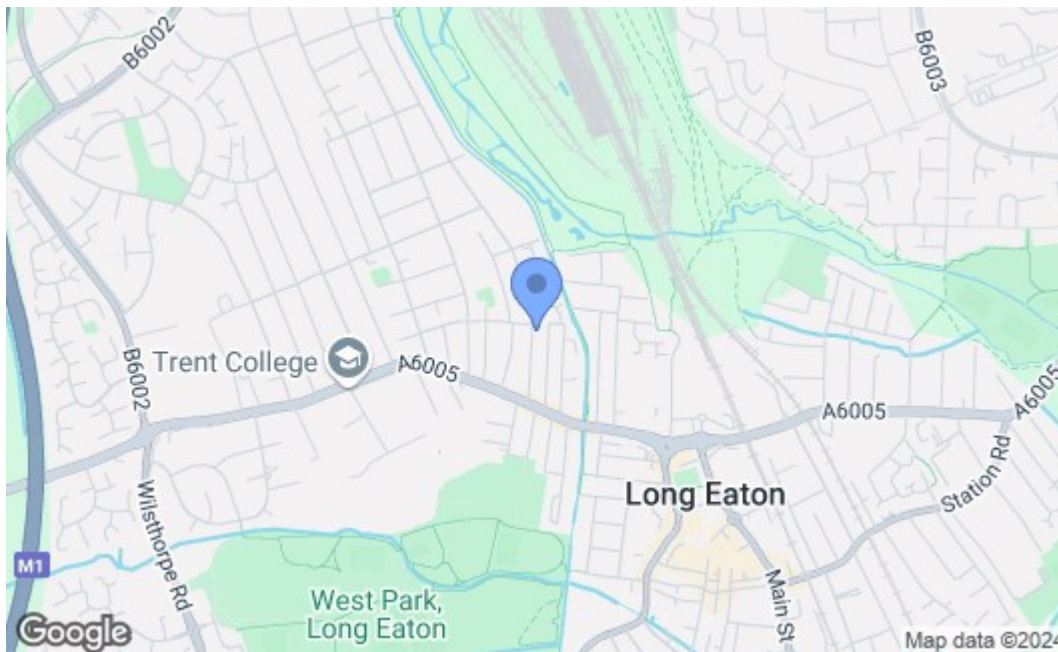 B6002
B6003
Trent College
A6005
B6002
A6005
A6005
Long Eaton
Station Rd
Wilsthorpe Rd
M1
West Park,
Long Eaton
Main St
Google
Map data ©2024